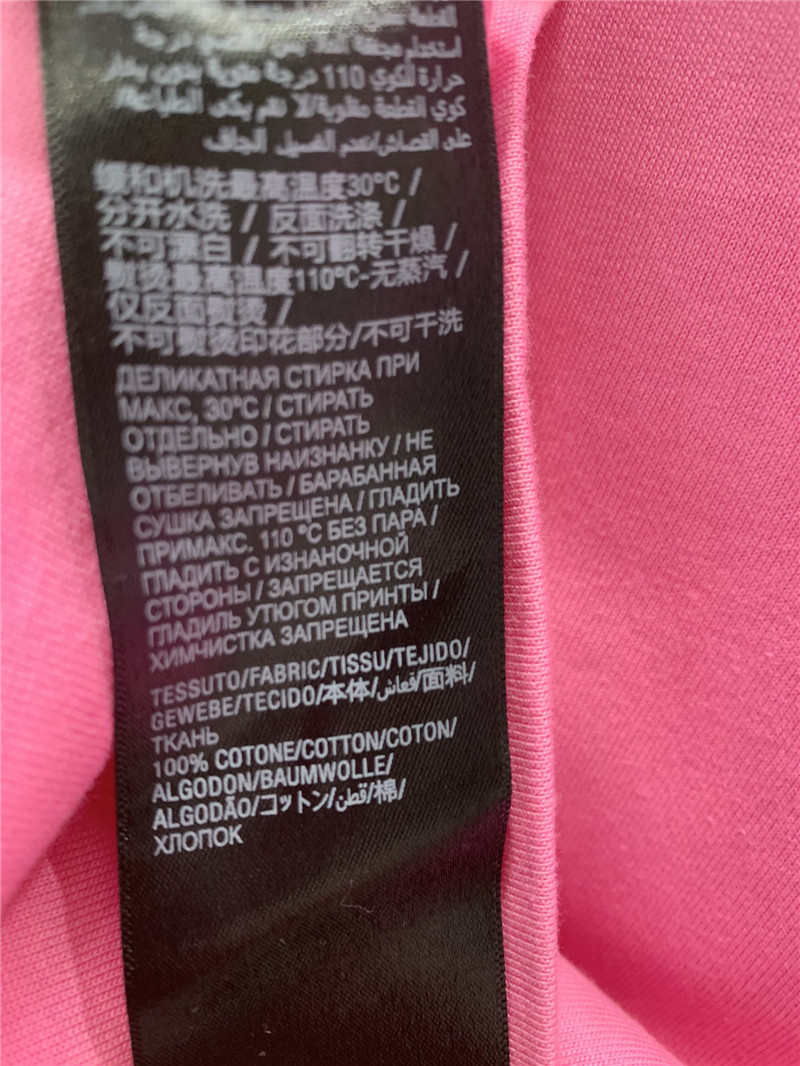 القطعة
استخدام مجففة
حرارة للكوي 110 درجة مئوية بدون بخار
كوي القطعة مقلوبة/لا تقم بكي الطباعة/
على القماش/عدم الغسيل الجاف
缓和机洗最高温度30°C /
分开水洗 / 反面洗涤 /
不可漂白 / 不可翻转干燥 /
熨烫最高温度110°C-无蒸汽 /
仅反面熨烫 /
不可熨烫印花部分/不可干洗
ДЕЛИКАТНАЯ СТИРКА ПРИ
МАКС, 30°C / СТИРАТЬ
ОТДЕЛЬНО / СТИРАТЬ
ВЫВЕРНУВ НАИЗНАНКУ / НЕ
ОТБЕЛИВАТЬ / БАРАБАННАЯ
СУШКА ЗАПРЕЩЕНА / ГЛАДИТЬ
ПРИМАКС. 110 °C БЕЗ ПАРА /
ГЛАДИТЬ С ИЗНАНОЧНОЙ
СТОРОНЫ / ЗАПРЕЩАЕТСЯ
ГЛАДИЛЬ УТЮГОМ ПРИНТЫ /
ХИМЧИСТКА ЗАПРЕЩЕНА
TESSUTO/FABRIC/TISSU/TEJIDO/
GEWEBE/TECIDO/本体/قماش/面料/
ТКАНЬ
100% COTONE/COTTON/COTON/
ALGODON/BAUMWOLLE/
ALGODÃO/コットン/قطن/棉/
ХЛОПОК